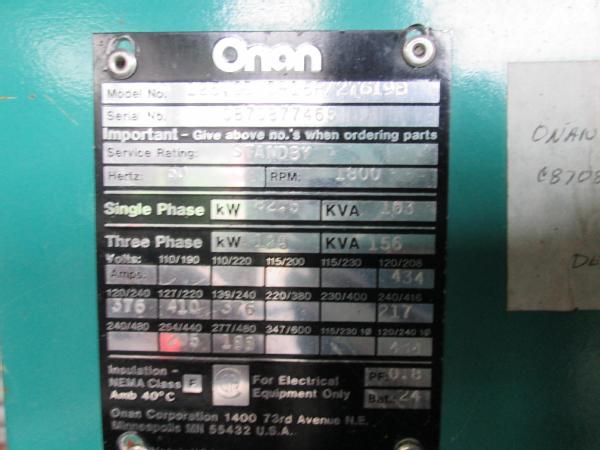 Onan
Model No. /27619B
Serial No.
Important - Give above no.'s when ordering parts
Service Rating: STANDBY
Hertz: 60 RPM: 1800
Single Phase kW KVA 103
Three Phase kW 125 KVA 156
Volts: 110/190 110/220 115/200 115/230 120/208
Amps: 434
120/240 127/220 139/240 220/380 230/400 240/416
376 410 376 217
240/480 254/440 277/480 347/600 115/230 1Ø 120/240 1Ø
Insulation -
NEMA Class F
Amb 40°C
For Electrical
Equipment Only
PF: 0.8
Bat.: 24
Onan Corporation 1400 73rd Avenue N.E.
Minneapolis MN 55432 U.S.A.
ONAN
C8708